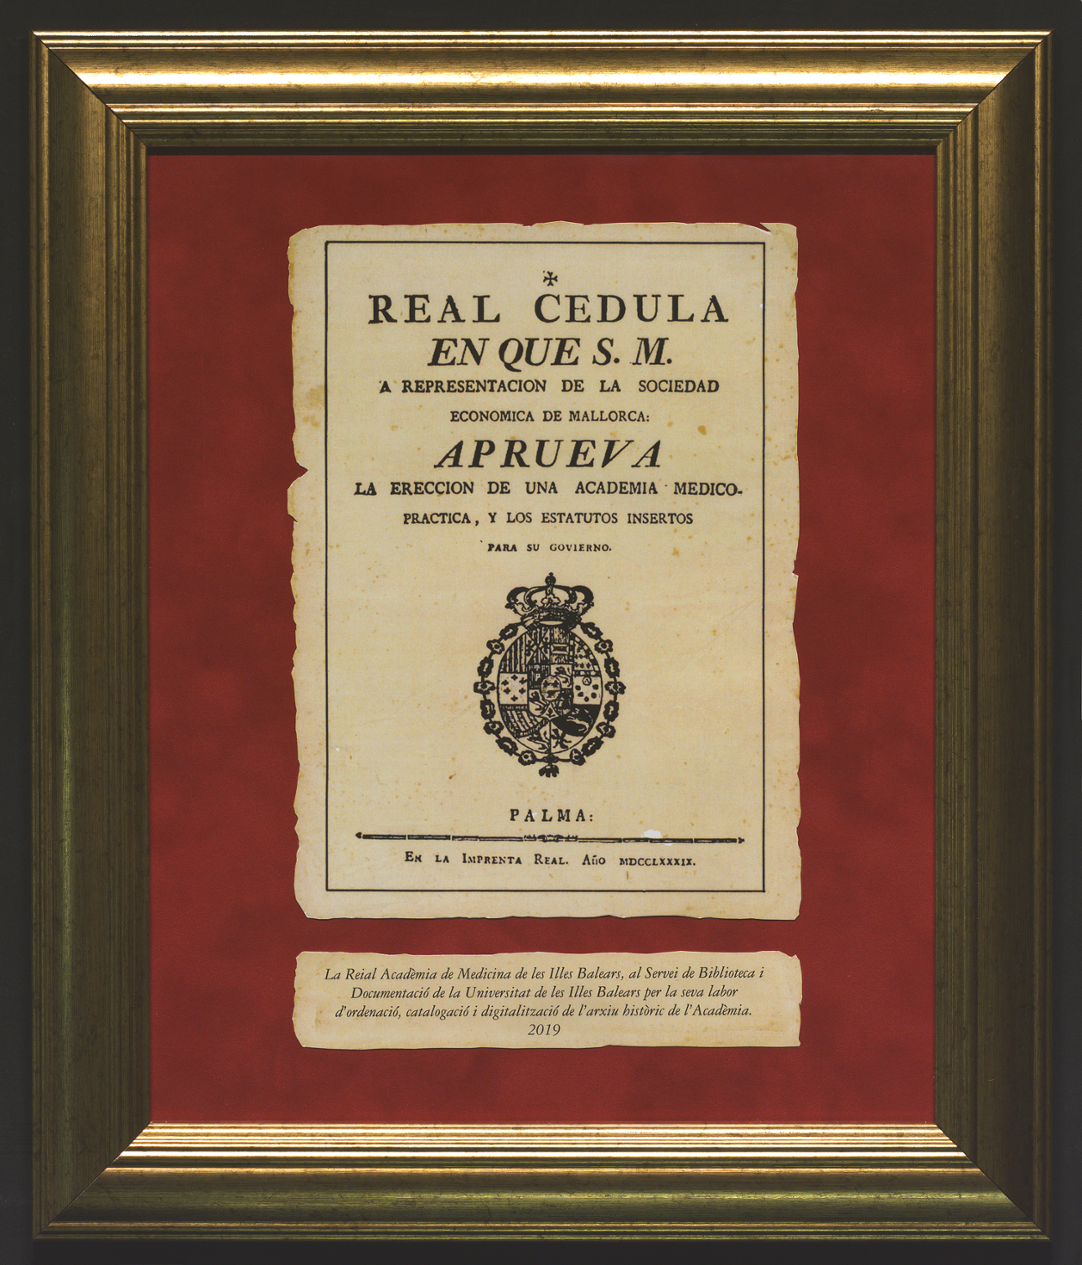 ✠
REAL CEDULA
EN QUE S. M.
A REPRESENTACION DE LA SOCIEDAD
ECONOMICA DE MALLORCA:
APRUEVA
LA ERECCION DE UNA ACADEMIA MEDICO-
PRACTICA, Y LOS ESTATUTOS INSERTOS
PARA SU GOVIERNO.
PALMA:
EN LA IMPRENTA REAL. Año MDCCLXXXIX.
La Reial Acadèmia de Medicina de les Illes Balears, al Servei de Biblioteca i
Documentació de la Universitat de les Illes Balears per la seva labor
d'ordenació, catalogació i digitalització de l'arxiu històric de l'Acadèmia.
2019